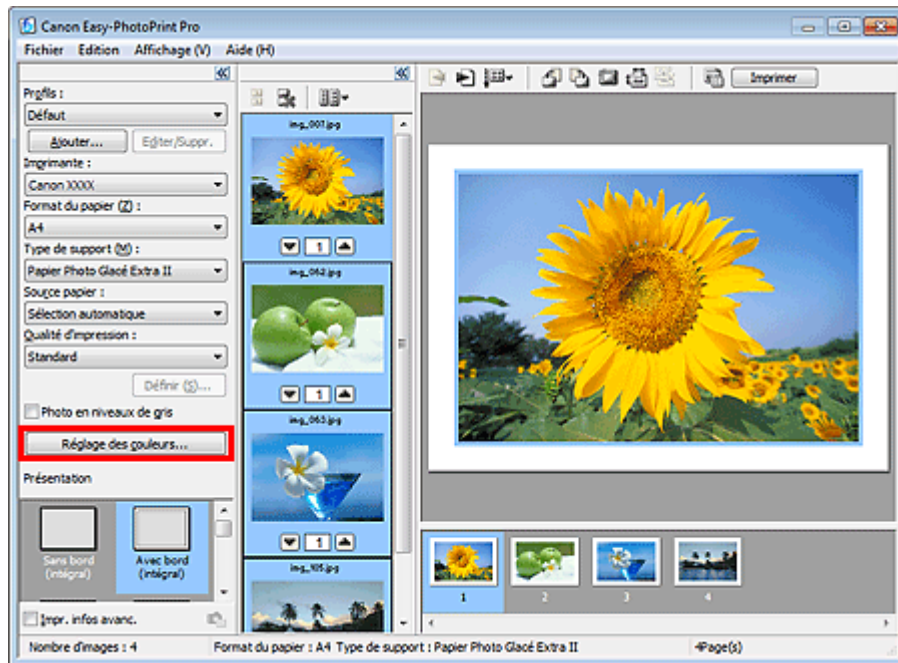 Canon Easy-PhotoPrint Pro
Fichier Edition Affichage (V) Aide (H)
Profils :
Défaut
Ajouter... Editer/Suppr.
Imprimante :
Canon XXXX
Format du papier (Z) :
A4
Type de support (M) :
Papier Photo Glacé Extra II
Source papier :
Sélection automatique
Qualité d'impression :
Standard
Définir (S)...
Photo en niveaux de gris
Réglage des couleurs...
Présentation
Sans bord
(intégral)
Avec bord
(intégral)
Impr. infos avanc.
img_001.jpg
1
img_062.jpg
1
img_063.jpg
1
img_105.jpg
Imprimer
1 2 3 4
Nombre d'images : 4 Format du papier : A4 Type de support : Papier Photo Glacé Extra II 4Page(s)